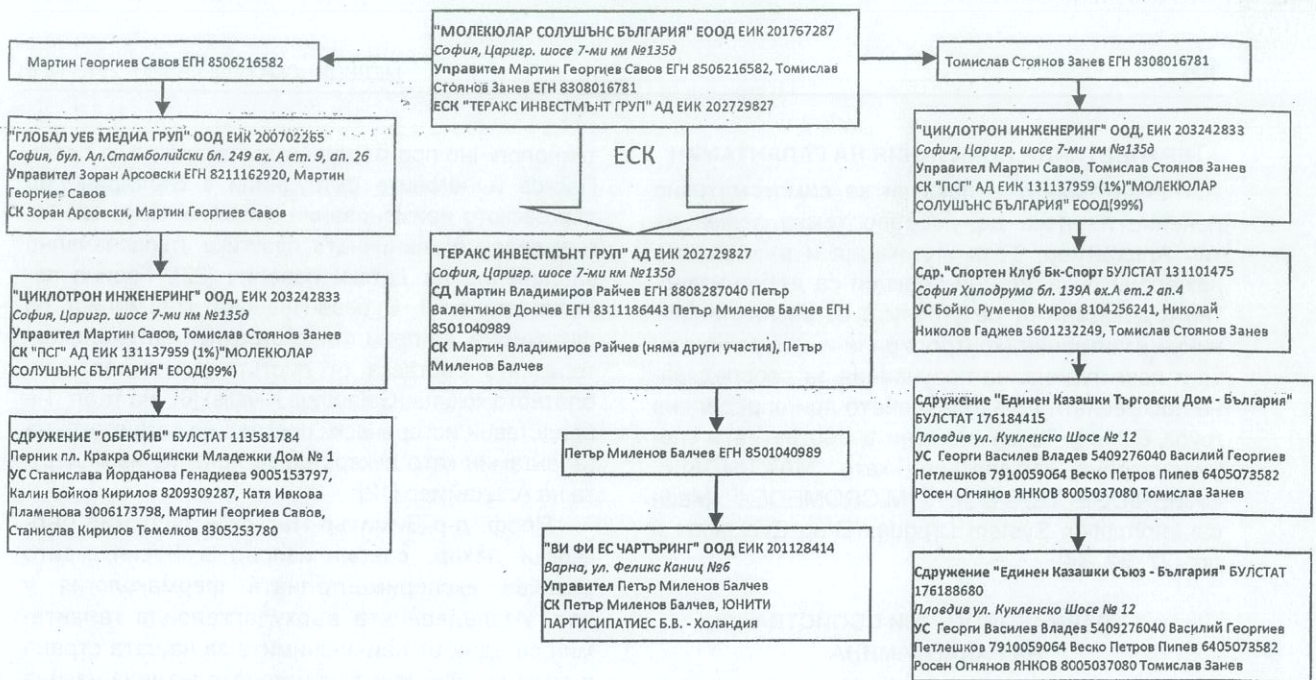 "МОЛЕКЮЛАР СОЛУШЪНС БЪЛГАРИЯ" ЕООД ЕИК 201767287
София, Цариг. шосе 7-ми км №135д
Управител Мартин Георгиев Савов ЕГН 8506216582, Томислав
Стоянов Занев ЕГН 8308016781
ЕСК "ТЕРАКС ИНВЕСТМЪНТ ГРУП" АД ЕИК 202729827
Мартин Георгиев Савов ЕГН 8506216582
Томислав Стоянов Занев ЕГН 8308016781
"ГЛОБАЛ УЕБ МЕДИА ГРУП" ООД ЕИК 200702265
София, бул. Ал.Стамболийски бл. 249 вх. А ет. 9, ап. 26
Управител Зоран Арсовски ЕГН 8211162920, Мартин
Георгиев Савов
СК Зоран Арсовски, Мартин Георгиев Савов
"ЦИКЛОТРОН ИНЖЕНЕРИНГ" ООД, ЕИК 203242833
София, Цариг. шосе 7-ми км №135д
Управител Мартин Савов, Томислав Стоянов Занев
СК "ПСГ" АД ЕИК 131137959 (1%)"МОЛЕКЮЛАР
СОЛУШЪНС БЪЛГАРИЯ" ЕООД(99%)
СДРУЖЕНИЕ "ОБЕКТИВ" БУЛСТАТ 113581784
Перник пл. Кракра Общински Младежки Дом № 1
УС Станислава Йорданова Генадиева 9005153757,
Калин Бойков Кирилов 8209309287, Катя Ивкова
Пламенова 9006173798, Мартин Георгиев Савов,
Станислав Кирилов Николов 8305253780
ЕСК
"ТЕРАКС ИНВЕСТМЪНТ ГРУП" АД ЕИК 202729827
София, Цариг. шосе 7-ми км №135д
СД Мартин Владимиров Райчев ЕГН 8808287040 Петър
Валентинов Дончев ЕГН 8311186443 Петър Миленов Балчев ЕГН
8501040989
СК Мартин Владимиров Райчев (няма други участия), Петър
Миленов Балчев
Петър Миленов Балчев ЕГН 8501040989
"ВИ ФИ ЕС ЧАРТЪРИНГ" ООД ЕИК 201128414
Варна, ул. Феликс Каниц №6
Управител Петър Миленов Балчев
СК Петър Миленов Балчев, ЮНИТИ
ПАРТИСИПАТИЕС Б.В. - Холандия
"ЦИКЛОТРОН ИНЖЕНЕРИНГ" ООД, ЕИК 203242833
София, Цариг. шосе 7-ми км №135д
Управител Мартин Савов, Томислав Стоянов Занев
СК "ПСГ" АД ЕИК 131137959 (1%)"МОЛЕКЮЛАР
СОЛУШЪНС БЪЛГАРИЯ" ЕООД(99%)
Сдр."Спортен Клуб Бк-Спорт БУЛСТАТ 131101475
София Хиподрума бл. 139А вх.А ет.2 ап.4
УС Бойко Руменов Киров 8104256241, Николай
Николов Гаджев 5601232249, Томислав Стоянов Занев
Сдружение "Единен Казашки Търговски Дом - България"
БУЛСТАТ 176184415
Пловдив ул. Кукленско Шосе № 12
УС Георги Василев Владев 5409276040 Василий Георгиев
Петлешков 7910059064 Веско Петров Пипев 6405073582
Росен Огнянов ЯНКОВ 8005037080 Томислав Занев
Сдружение "Единен Казашки Съюз - България" БУЛСТАТ
176188680
Пловдив ул. Кукленско Шосе № 12
УС Георги Василев Владев 5409276040 Василий Георгиев
Петлешков 7910059064 Веско Петров Пипев 6405073582
Росен Огнянов ЯНКОВ 8005037080 Томислав Занев